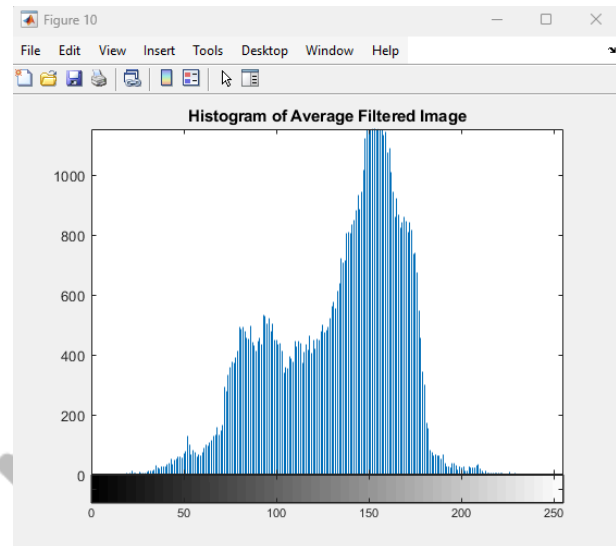 Figure 10
File Edit View Insert Tools Desktop Window Help
Histogram of Average Filtered Image
1000
800
600
400
200
0
0 50 100 150 200 250